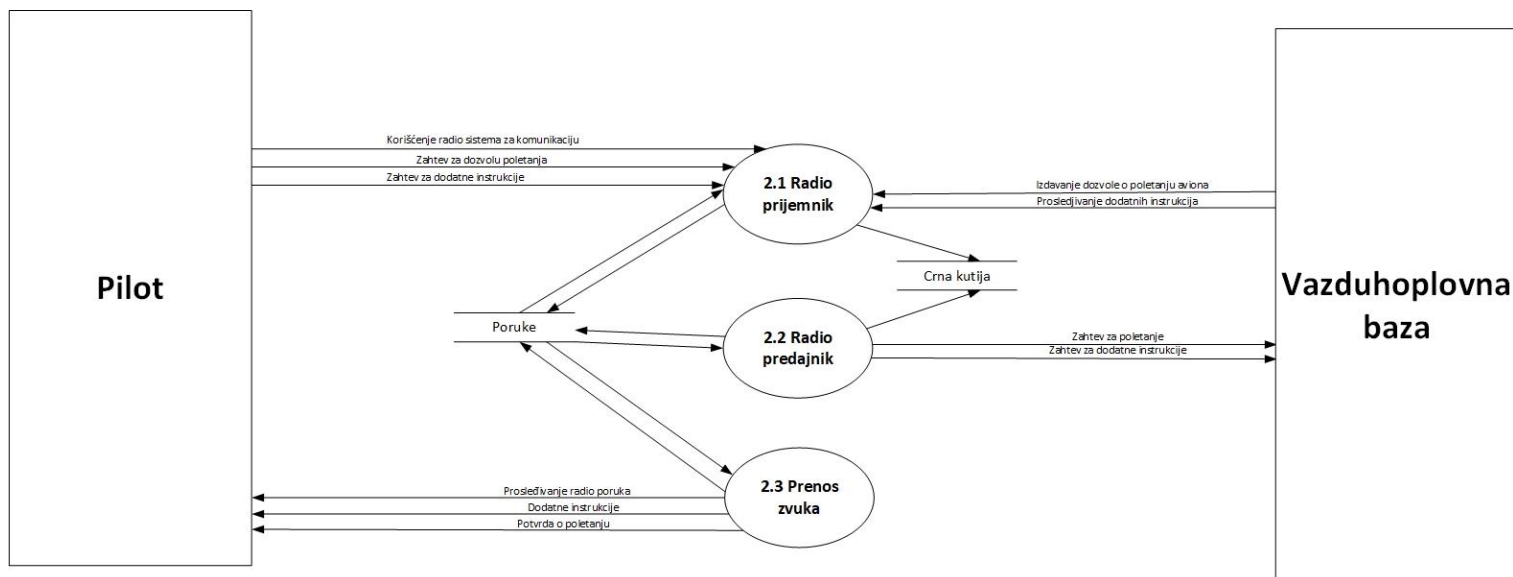 Pilot
Korišćenje radio sistema za komunikaciju
Zahtev za dozvolu poletanja
Zahtev za dodatne instrukcije
2.1 Radio
prijemnik
Izdavanje dozvole o poletanju aviona
Prosledjivanje dodatnih instrukcija
Crna kutija
Vazduhoplovna
baza
Poruke
2.2 Radio
predajnik
Zahtev za poletanje
Zahtev za dodatne instrukcije
2.3 Prenos
zvuka
Prosleđivanje radio poruka
Dodatne instrukcije
Potvrda o poletanju